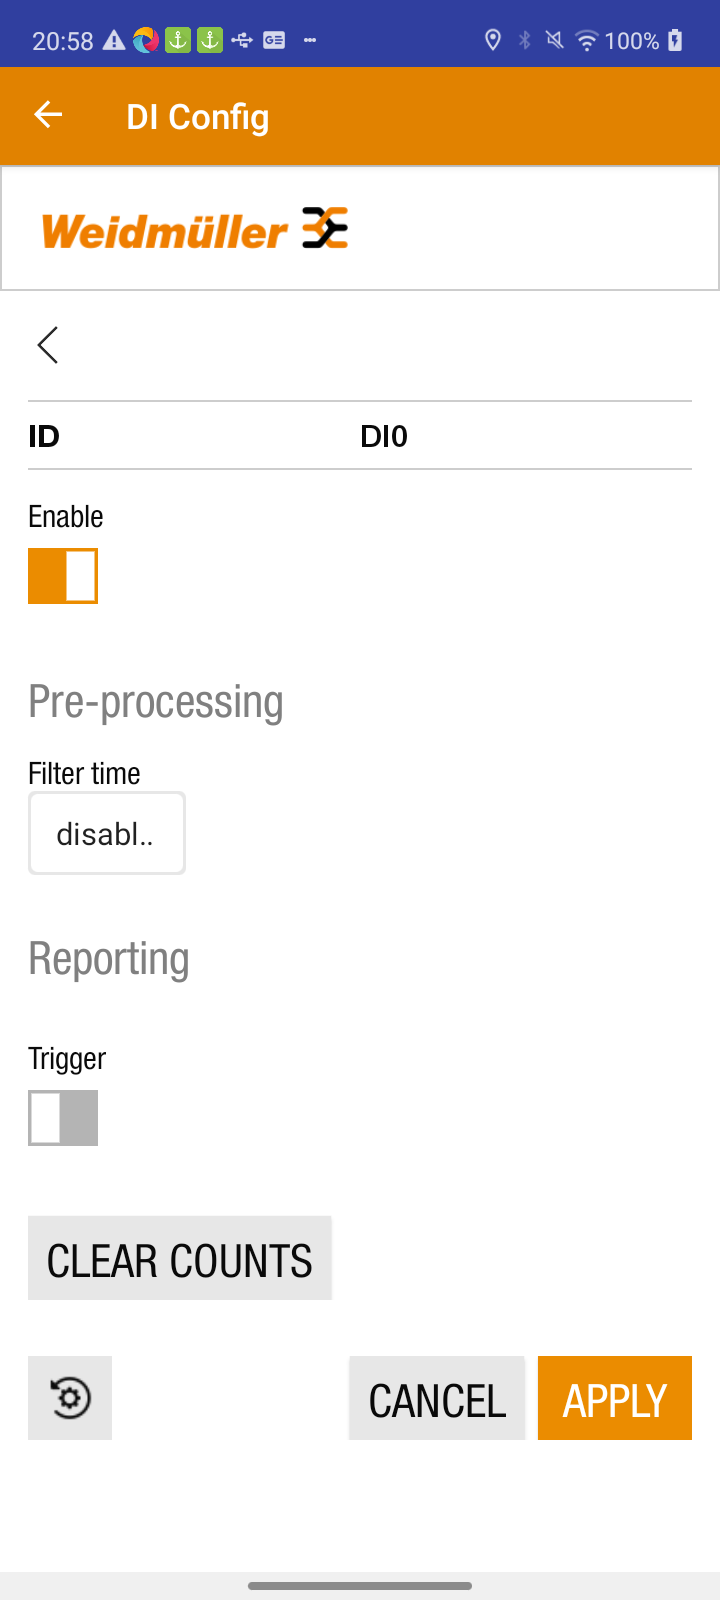 20:58
100%
DI Config
Weidmüller
ID DI0
Enable
Pre-processing
Filter time
disabl..
Reporting
Trigger
CLEAR COUNTS
CANCEL APPLY